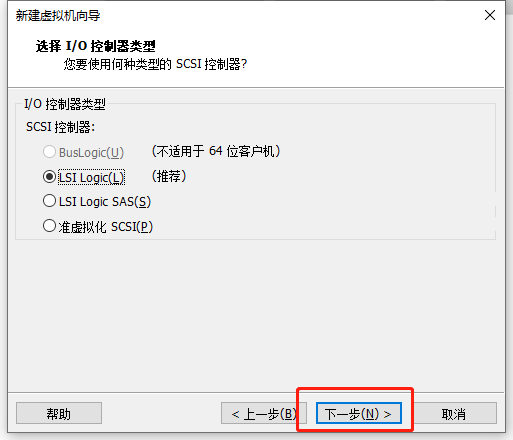 新建虚拟机向导
选择 I/O 控制器类型
您要使用何种类型的 SCSI 控制器?
I/O 控制器类型
SCSI 控制器:
BusLogic(U) (不适用于 64 位客户机)
LSI Logic(L) (推荐)
LSI Logic SAS(S)
准虚拟化 SCSI(P)
帮助 < 上一步(B) 下一步(N) > 取消